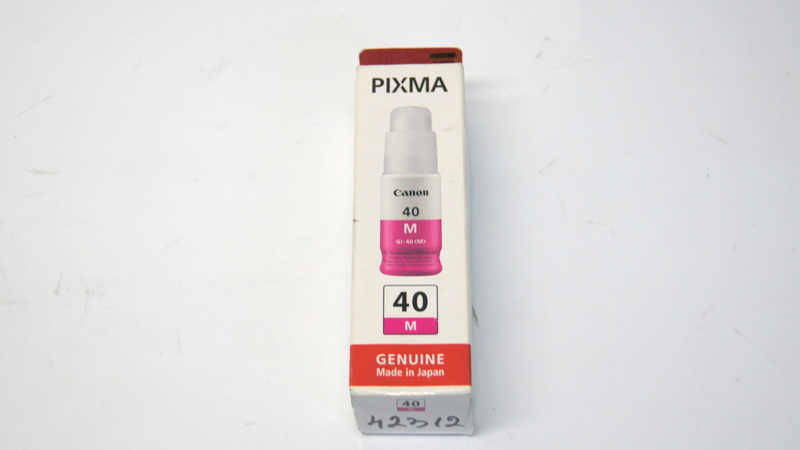 PIXMA
Canon
40
M
GI-40 (M)
40
M
GENUINE
Made in Japan
40
42312